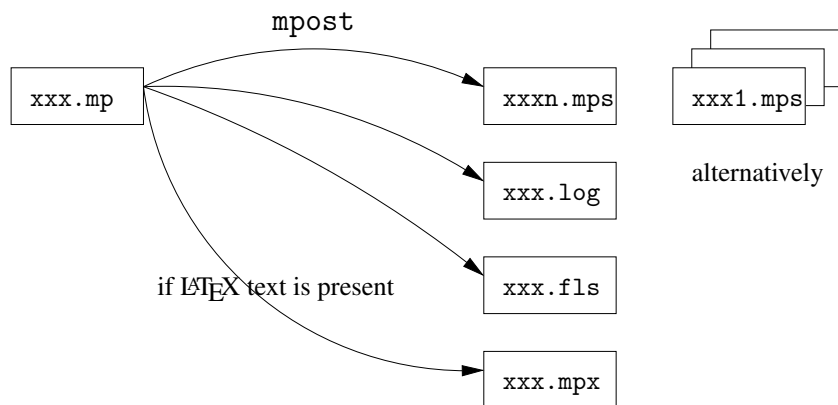 mpost
xxx.mp
xxxn.mps
xxx1.mps
alternatively
xxx.log
if LATEX text is present
xxx.fls
xxx.mpx